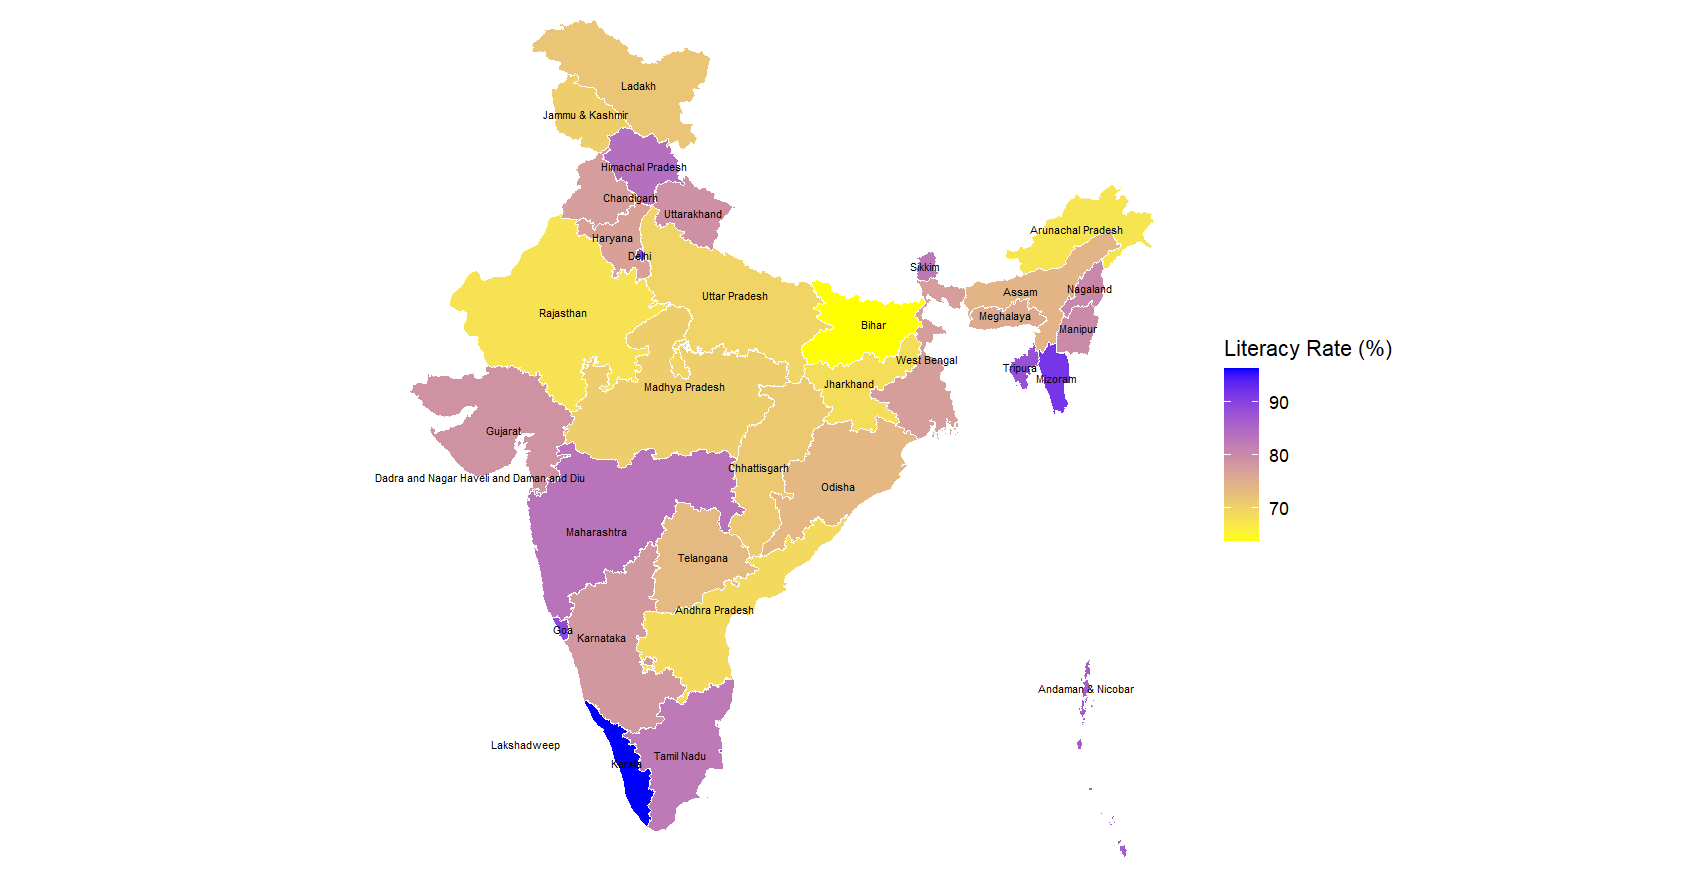 Ladakh
Jammu & Kashmir
Himachal Pradesh
Chandigarh
Uttarakhand
Arunachal Pradesh
Haryana
Delhi
Sikkim
Uttar Pradesh
Assam
Nagaland
Rajasthan
Bihar
Meghalaya
Manipur
West Bengal
Tripura
Mizoram
Madhya Pradesh
Jharkhand
Gujarat
Chhattisgarh
Dadra and Nagar Haveli and Daman and Diu
Odisha
Maharashtra
Telangana
Andhra Pradesh
Goa
Karnataka
Andaman & Nicobar
Lakshadweep
Tamil Nadu
Kerala
Literacy Rate (%)
90
80
70